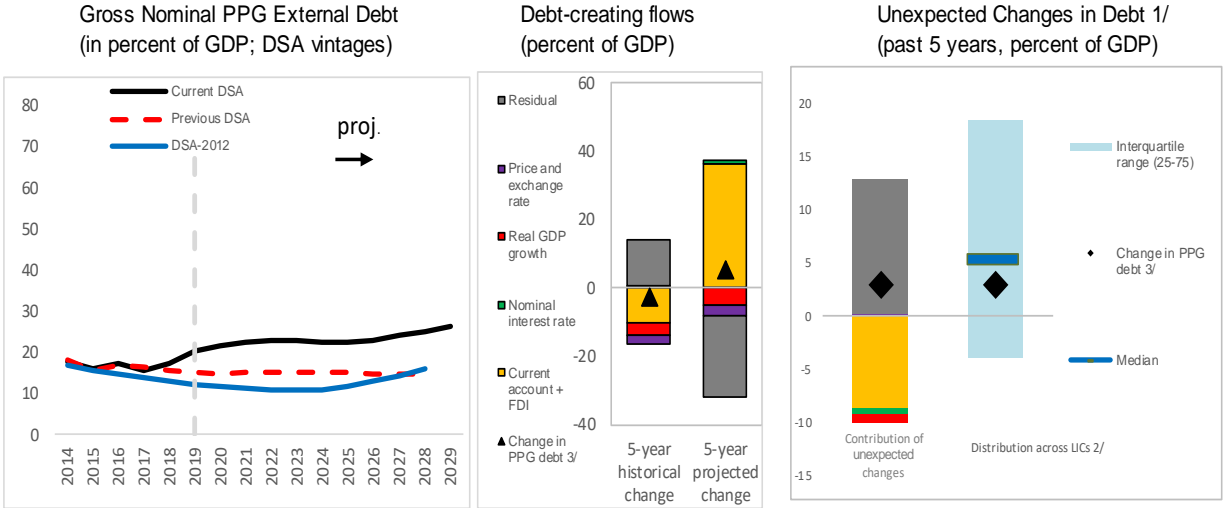 Gross Nominal PPG External Debt
(in percent of GDP; DSA vintages)
Current DSA
Previous DSA
DSA-2012
proj.
80
70
60
50
40
30
20
10
0
2014
2015
2016
2017
2018
2019
2020
2021
2022
2023
2024
2025
2026
2027
2028
2029
Debt-creating flows
(percent of GDP)
Residual
Price and
exchange
rate
Real GDP
growth
Nominal
interest rate
Current
account +
FDI
Change in
PPG debt 3/
60
40
20
0
-20
-40
5-year
historical
change
5-year
projected
change
Unexpected Changes in Debt 1/
(past 5 years, percent of GDP)
20
15
10
5
0
-5
-10
-15
Contribution of
unexpected
changes
Distribution across LICs 2/
Interquartile
range (25-75)
Change in PPG
debt 3/
Median